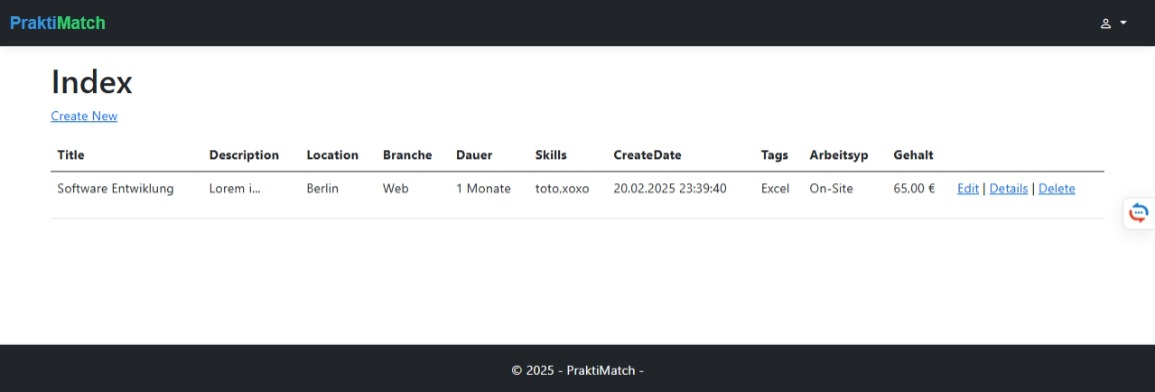 PraktiMatch
Index
Create New
Title Description Location Branche Dauer Skills CreateDate Tags Arbeitsyp Gehalt
Software Entwiklung Lorem i... Berlin Web 1 Monate toto,xoxo 20.02.2025 23:39:40 Excel On-Site 65.00 € Edit | Details | Delete
© 2025 - PraktiMatch -